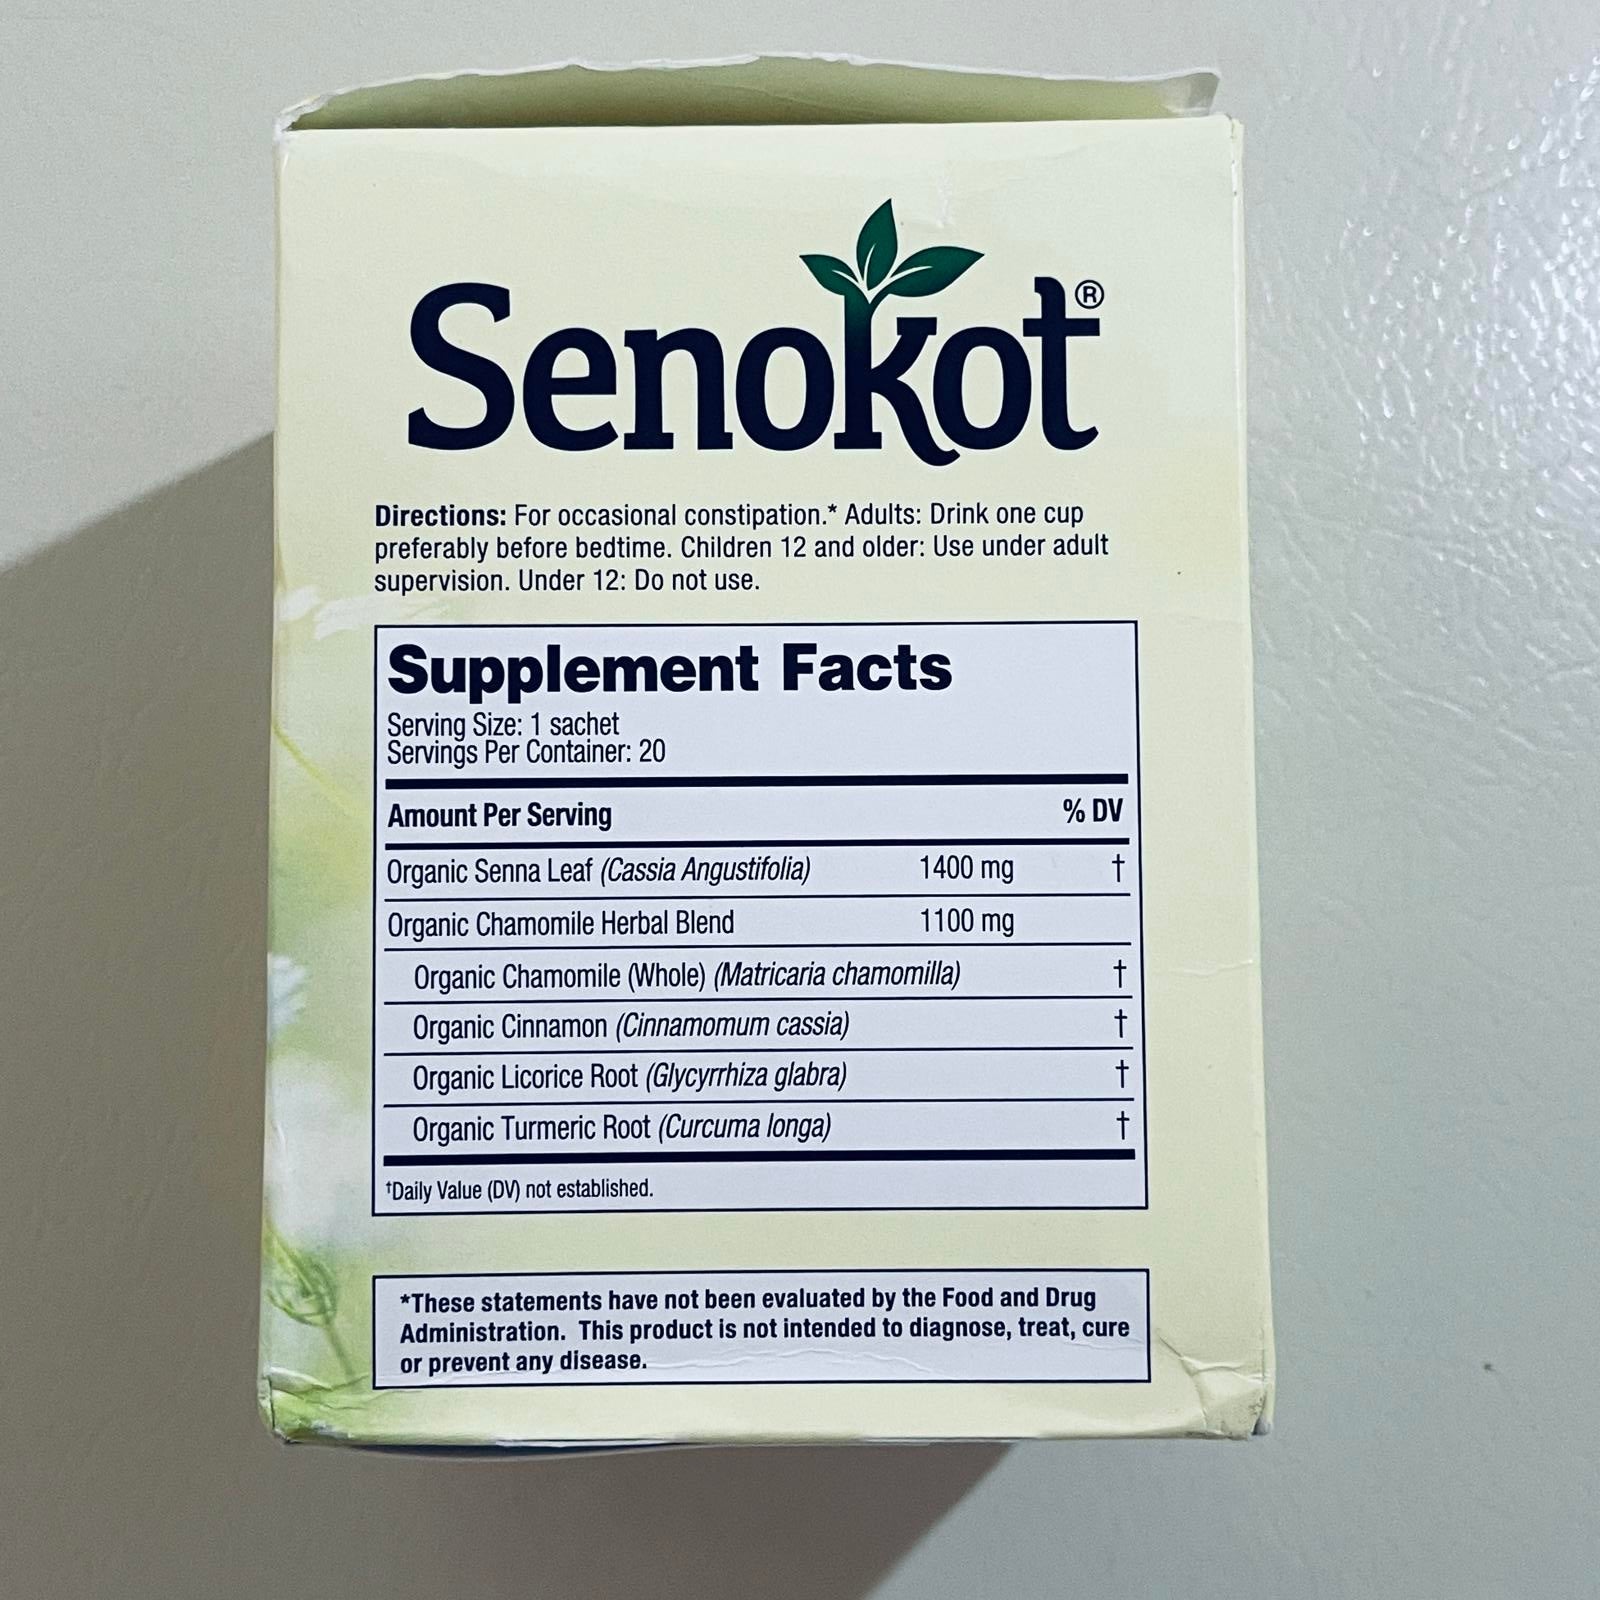 Senokot®
Directions: For occasional constipation.* Adults: Drink one cup
preferably before bedtime. Children 12 and older: Use under adult
supervision. Under 12: Do not use.
Supplement Facts
Serving Size: 1 sachet
Servings Per Container: 20
Amount Per Serving % DV
Organic Senna Leaf (Cassia Angustifolia) 1400 mg †
Organic Chamomile Herbal Blend 1100 mg
Organic Chamomile (Whole) (Matricaria chamomilla) †
Organic Cinnamon (Cinnamomum cassia) †
Organic Licorice Root (Glycyrrhiza glabra) †
Organic Turmeric Root (Curcuma longa) †
†Daily Value (DV) not established.
*These statements have not been evaluated by the Food and Drug
Administration. This product is not intended to diagnose, treat, cure
or prevent any disease.